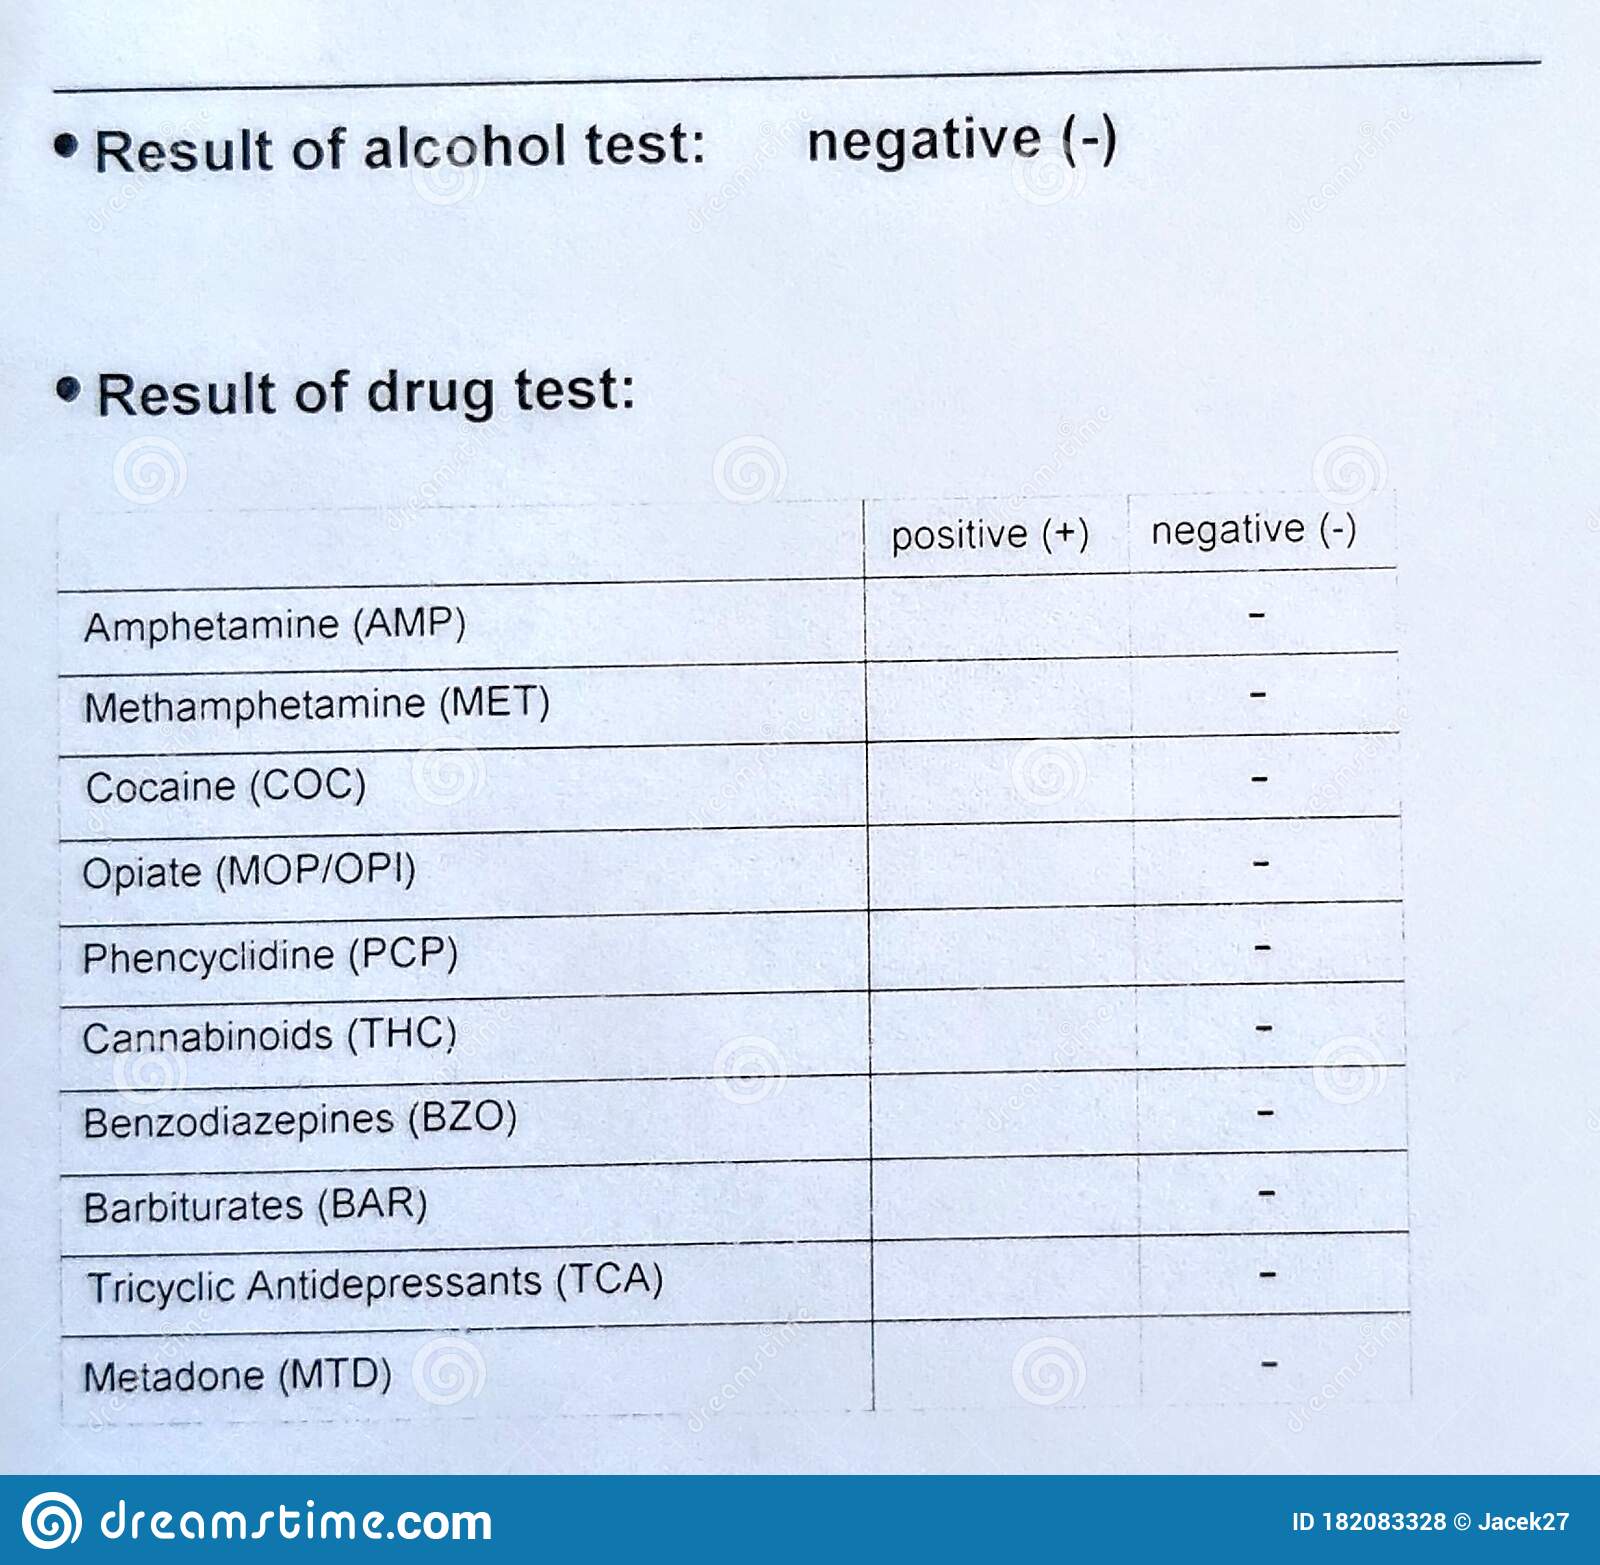 • Result of alcohol test: negative (-)
• Result of drug test:
positive (+) negative (-)
Amphetamine (AMP) -
Methamphetamine (MET) -
Cocaine (COC) -
Opiate (MOP/OPI) -
Phencyclidine (PCP) -
Cannabinoids (THC) -
Benzodiazepines (BZO) -
Barbiturates (BAR) -
Tricyclic Antidepressants (TCA) -
Metadone (MTD) -
dreamstime.com ID 182083328 © Jacek27